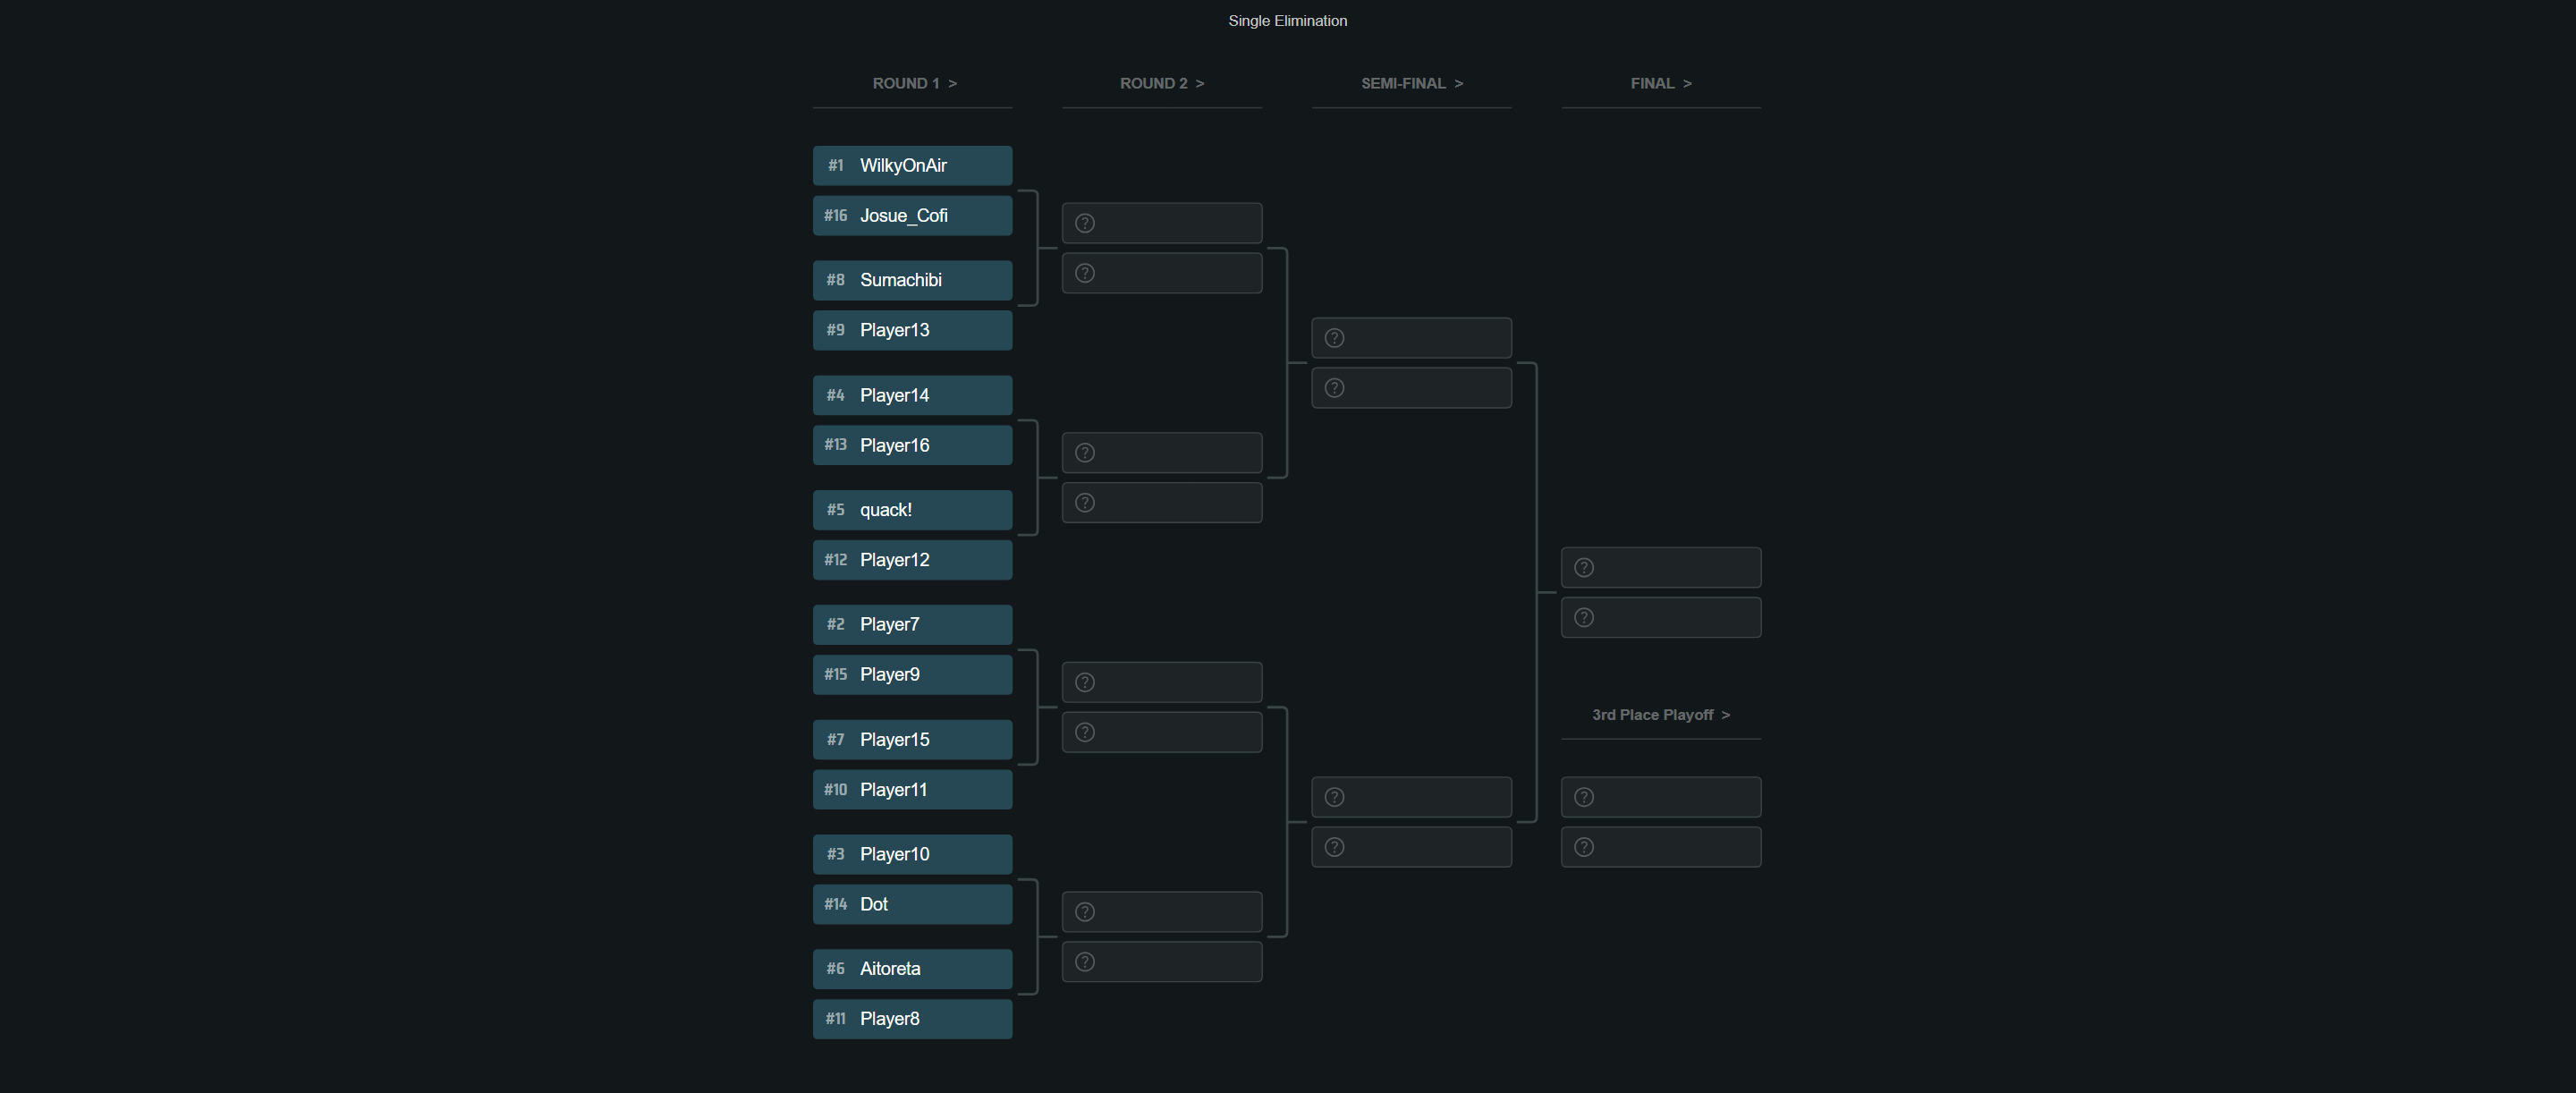 Single Elimination
ROUND 1 >
ROUND 2 >
SEMI-FINAL >
FINAL >
#1 WilkyOnAir
#16 Josue_Cofi
#8 Sumachibi
#9 Player13
#4 Player14
#13 Player16
#5 quack!
#12 Player12
#2 Player7
#15 Player9
#7 Player15
#10 Player11
#3 Player10
#14 Dot
#6 Aitoreta
#11 Player8
?
?
?
?
?
?
?
?
?
?
?
?
?
?
3rd Place Playoff >
?
?